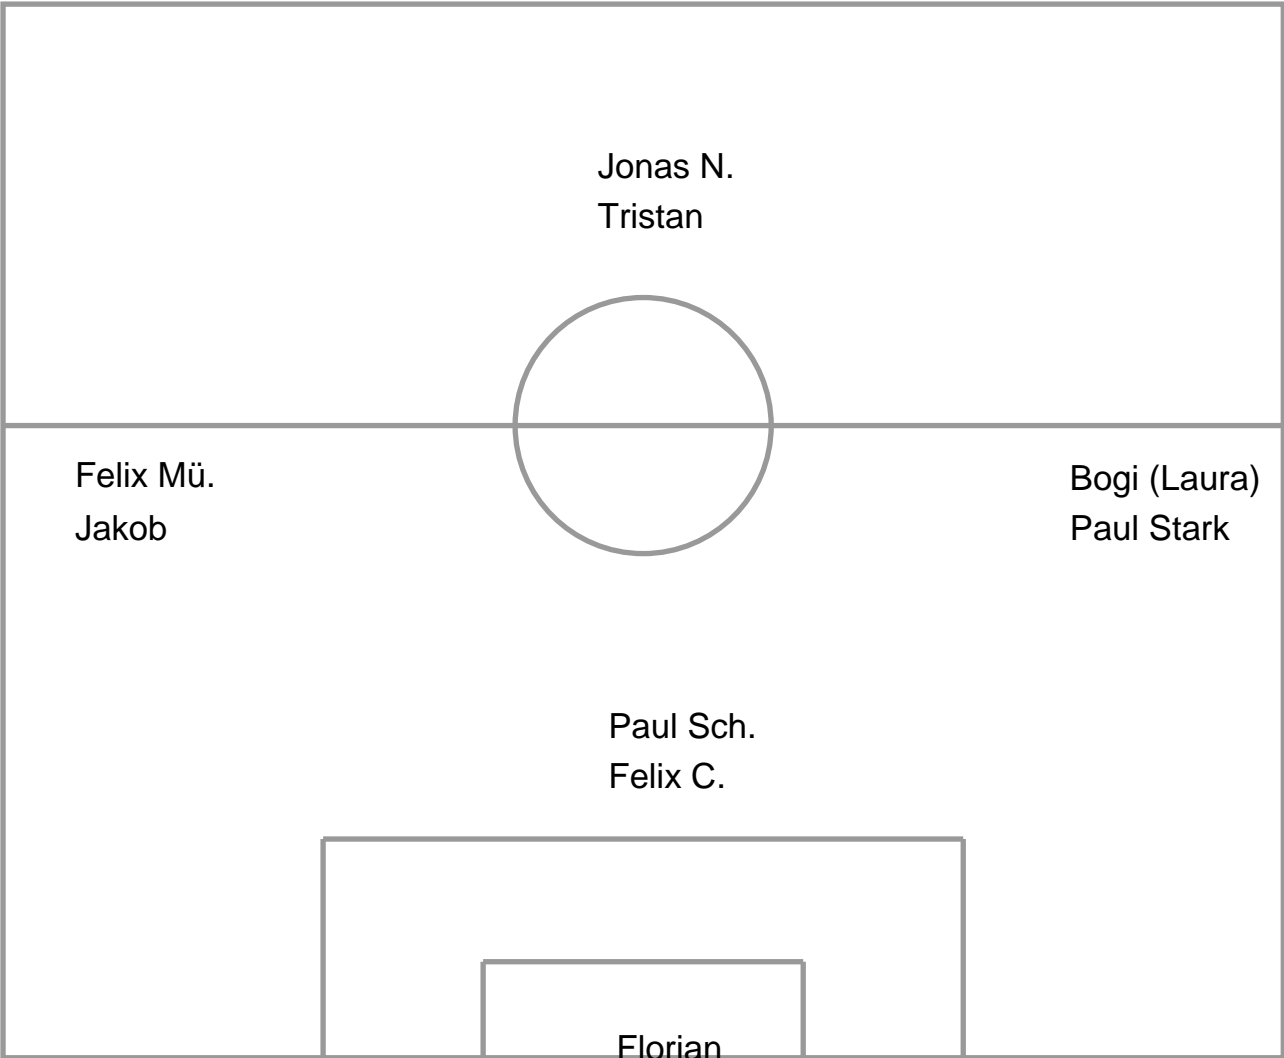 Jonas N.
Tristan
Felix Mü.
Jakob
Bogi (Laura)
Paul Stark
Paul Sch.
Felix C.
Florian